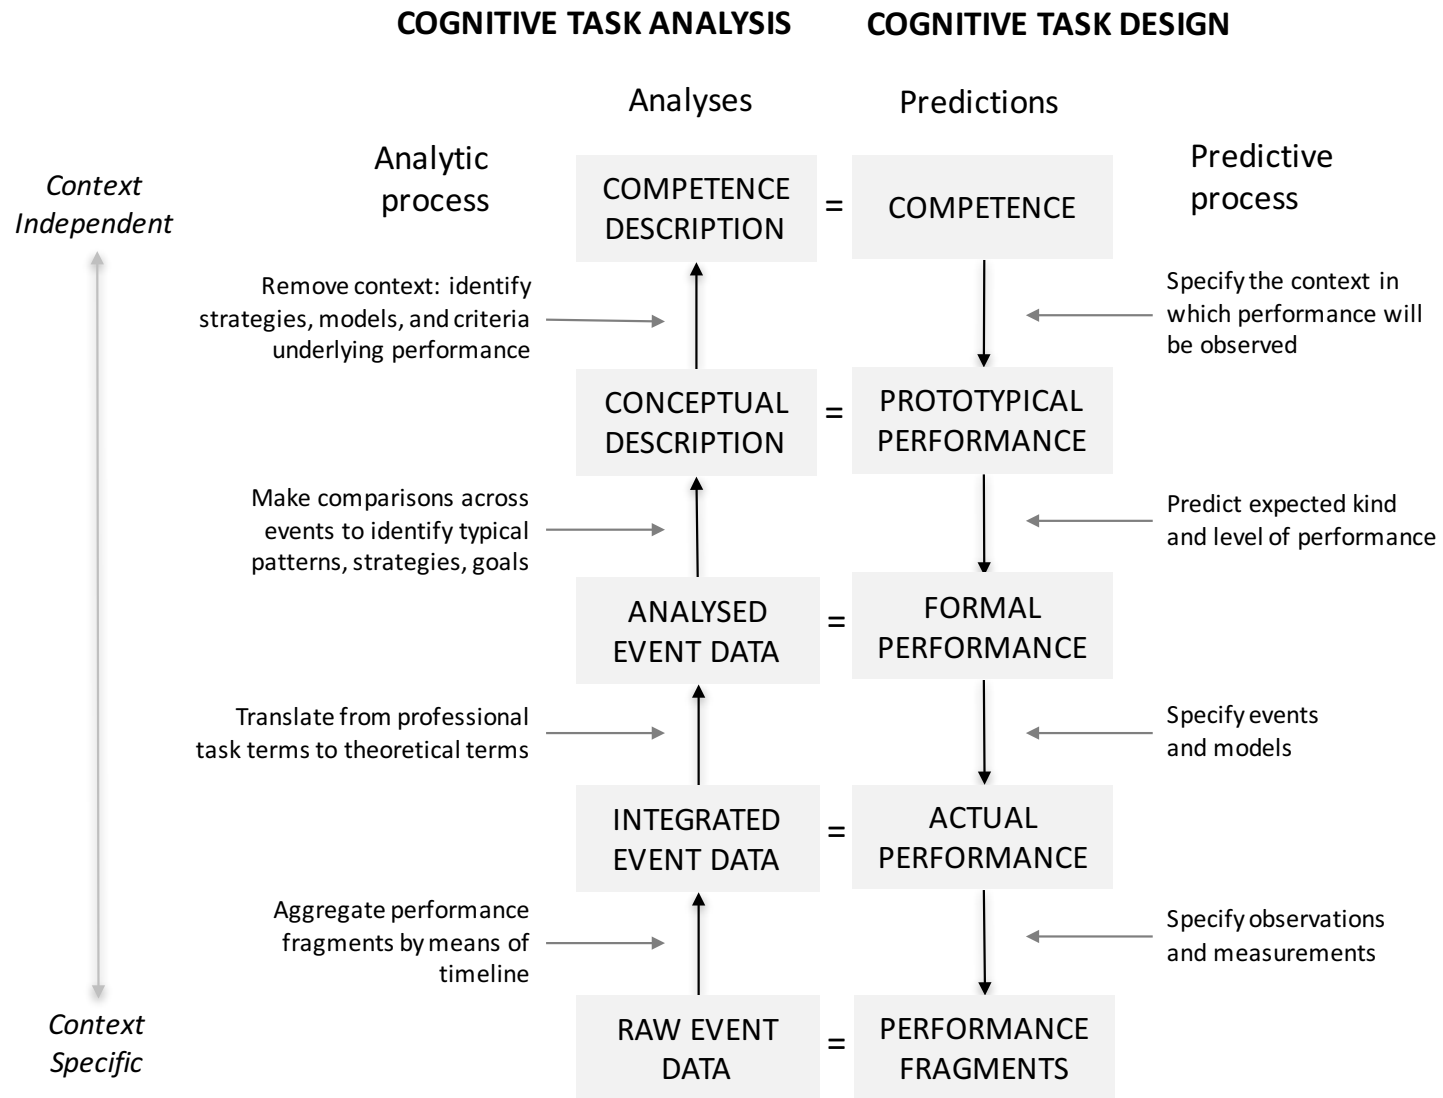 COGNITIVE TASK ANALYSIS
COGNITIVE TASK DESIGN
Analyses
Predictions
Analytic
process
Predictive
process
Context
Independent
COMPETENCE
DESCRIPTION
=
COMPETENCE
Remove context: identify
strategies, models, and criteria
underlying performance
Specify the context in
which performance will
be observed
CONCEPTUAL
DESCRIPTION
=
PROTOTYPICAL
PERFORMANCE
Make comparisons across
events to identify typical
patterns, strategies, goals
Predict expected kind
and level of performance
ANALYSED
EVENT DATA
=
FORMAL
PERFORMANCE
Translate from professional
task terms to theoretical terms
Specify events
and models
INTEGRATED
EVENT DATA
=
ACTUAL
PERFORMANCE
Aggregate performance
fragments by means of
timeline
Specify observations
and measurements
Context
Specific
RAW EVENT
DATA
=
PERFORMANCE
FRAGMENTS